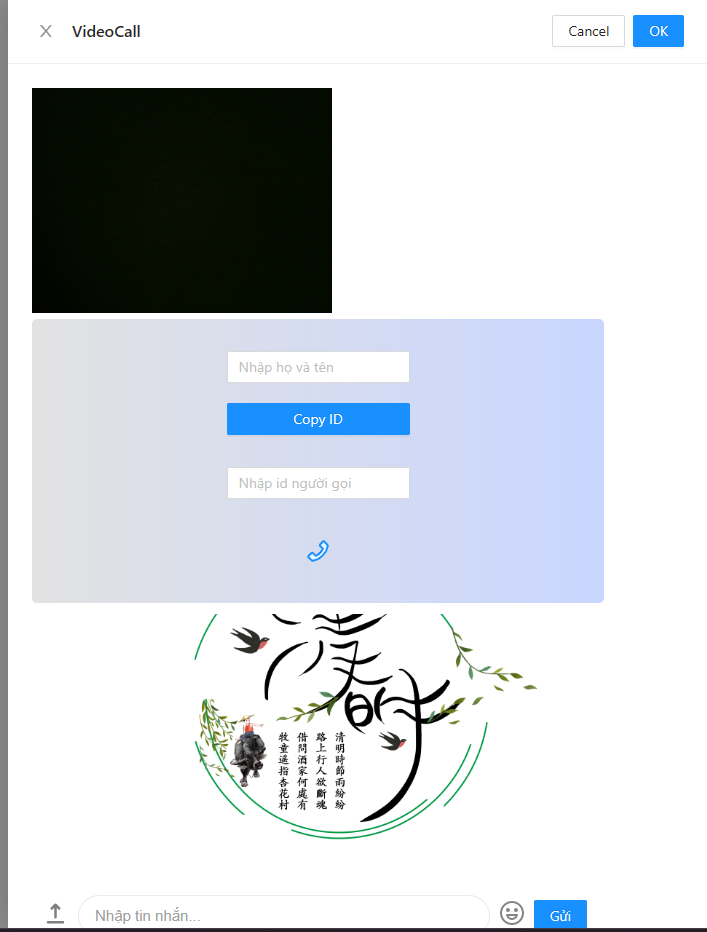 VideoCall
Cancel
OK
Nhập họ và tên
Copy ID
Nhập id người gọi
清明
清明時節雨紛紛
路上行人欲斷魂
借問酒家何處有
牧童遙指杏花村
Nhập tin nhắn...
Gửi